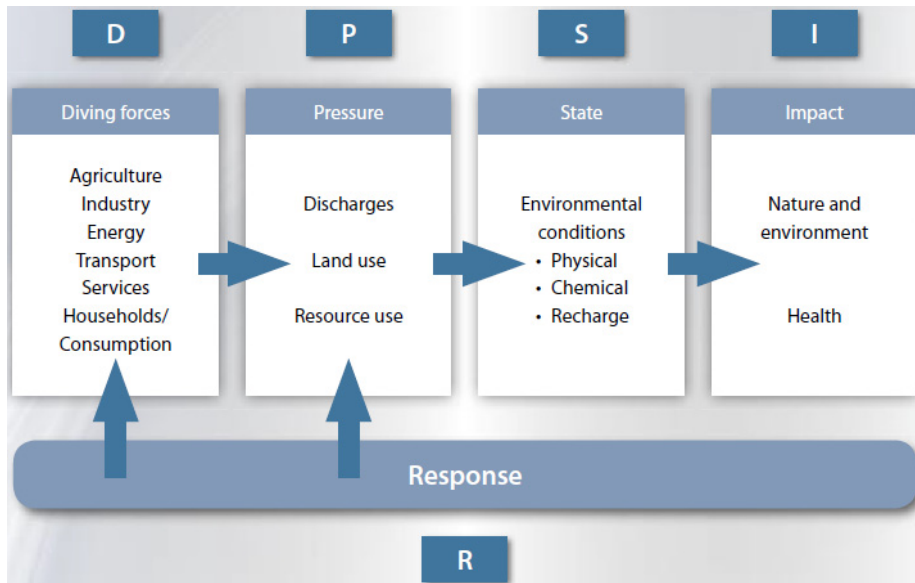 D
P
S
I
Diving forces
Agriculture
Industry
Energy
Transport
Services
Households/
Consumption
Pressure
Discharges
Land use
Resource use
State
Environmental
conditions
• Physical
• Chemical
• Recharge
Impact
Nature and
environment
Health
Response
R